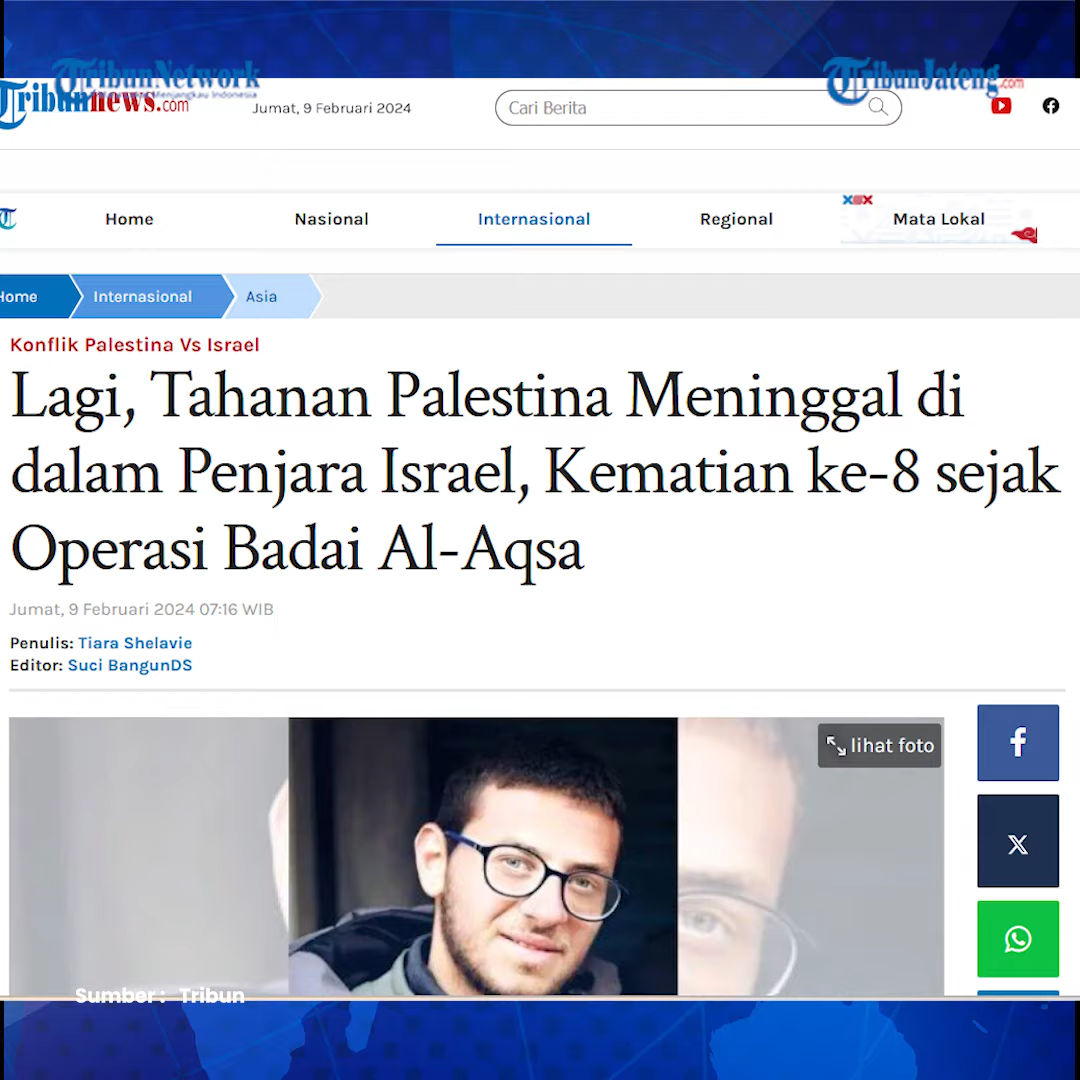 TribunNetwork
Menjangkau Indonesia
TribunJateng.com
Tribunnews.com
Jumat, 9 Februari 2024
Cari Berita
Home
Nasional
Internasional
Regional
Mata Lokal
Home
Internasional
Asia
Konflik Palestina Vs Israel
Lagi, Tahanan Palestina Meninggal di
dalam Penjara Israel, Kematian ke-8 sejak
Operasi Badai Al-Aqsa
Jumat, 9 Februari 2024 07:16 WIB
Penulis: Tiara Shelavie
Editor: Suci BangunDS
lihat foto
Sumber : Tribun